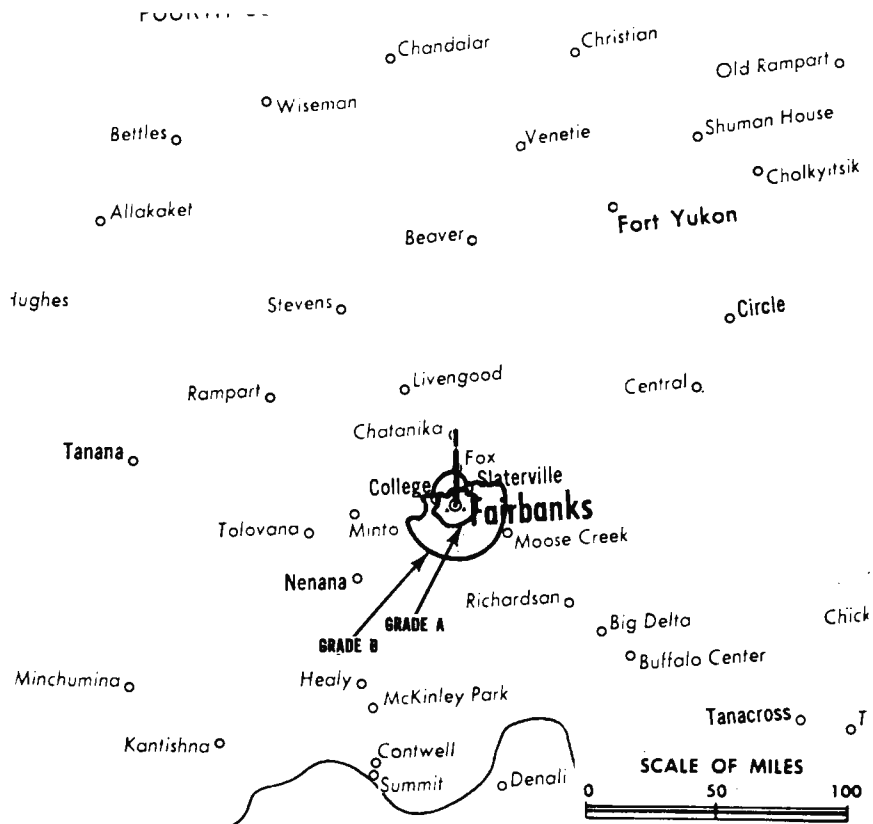 Chandalar
Christian
Old Rampart
Wiseman
Bettles
Venetie
Shuman House
Cholkyitsik
Allakaket
Fort Yukon
Beaver
Hughes
Stevens
Circle
Livengood
Central
Rampart
Chatanika
Tanana
Fox
Slaterville
College
Fairbanks
Tolovana
Minto
Moose Creek
Nenana
Richardson
GRADE A
Big Delta
Chick
GRADE B
Buffalo Center
Minchumina
Healy
McKinley Park
Tanacross
T
Kantishna
Cantwell
Summit
Denali
SCALE OF MILES
0 50 100